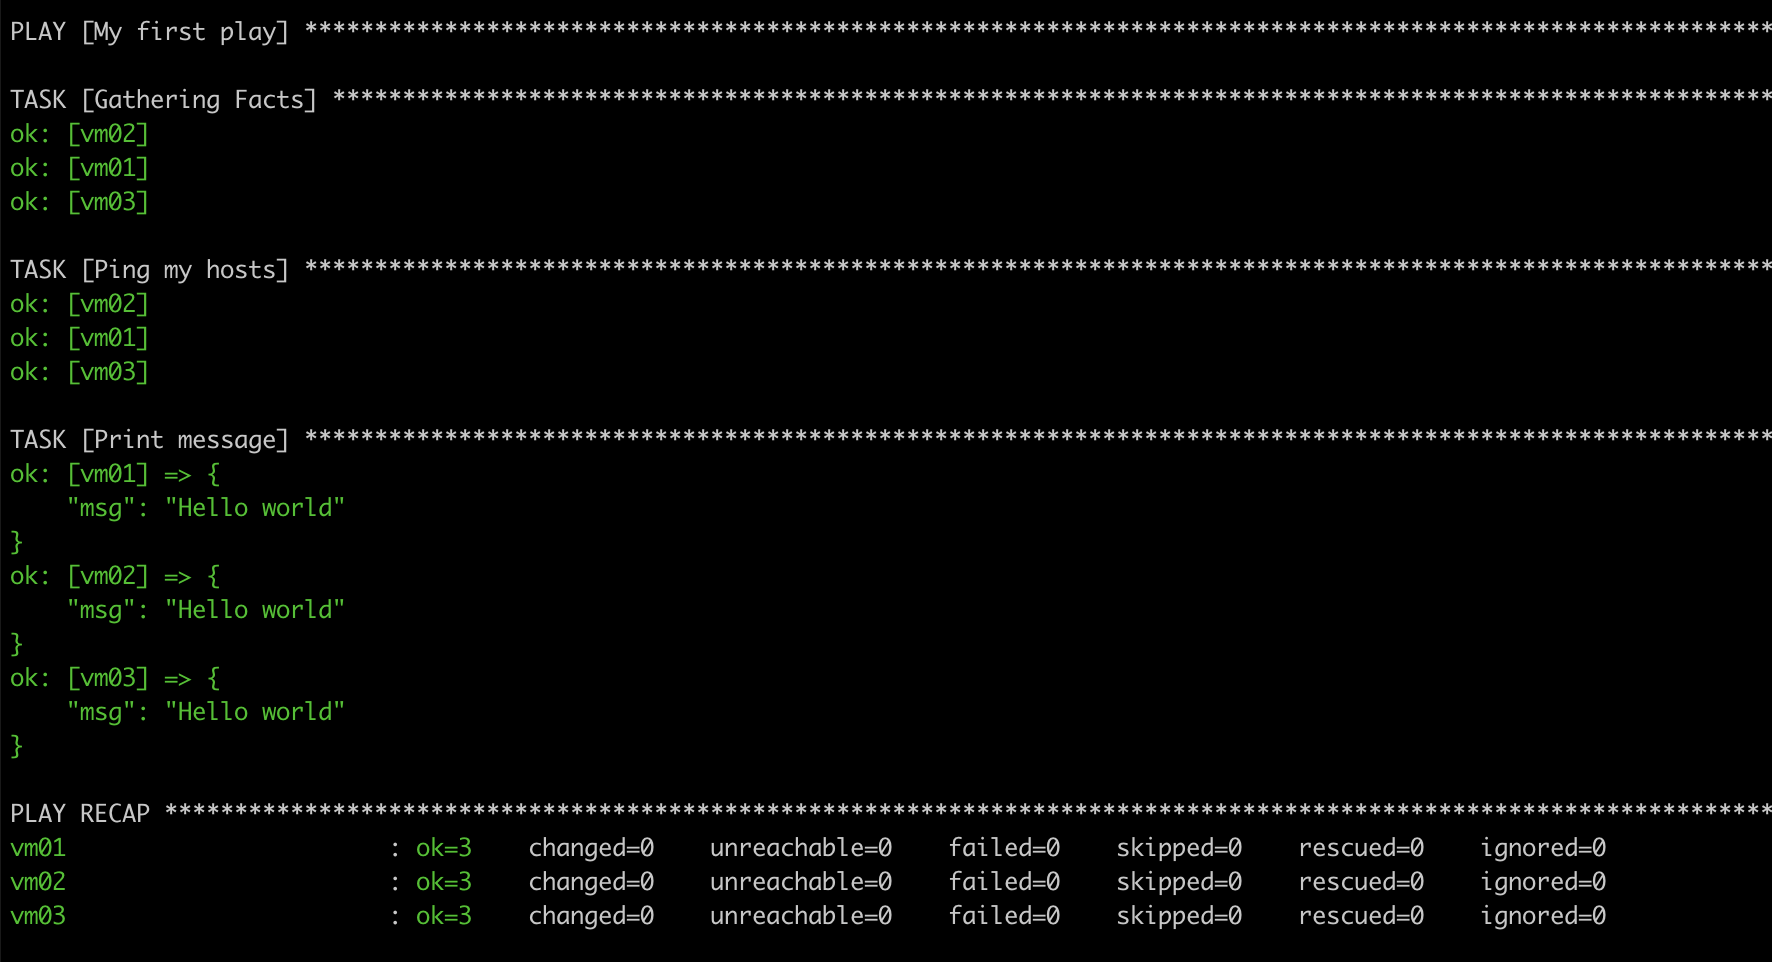 PLAY [My first play] *********************************************************************************************************
TASK [Gathering Facts] *******************************************************************************************************
ok: [vm02]
ok: [vm01]
ok: [vm03]
TASK [Ping my hosts] *********************************************************************************************************
ok: [vm02]
ok: [vm01]
ok: [vm03]
TASK [Print message] *********************************************************************************************************
ok: [vm01] => {
    "msg": "Hello world"
}
ok: [vm02] => {
    "msg": "Hello world"
}
ok: [vm03] => {
    "msg": "Hello world"
}
PLAY RECAP *******************************************************************************************************************
vm01                       : ok=3    changed=0    unreachable=0    failed=0    skipped=0    rescued=0    ignored=0
vm02                       : ok=3    changed=0    unreachable=0    failed=0    skipped=0    rescued=0    ignored=0
vm03                       : ok=3    changed=0    unreachable=0    failed=0    skipped=0    rescued=0    ignored=0